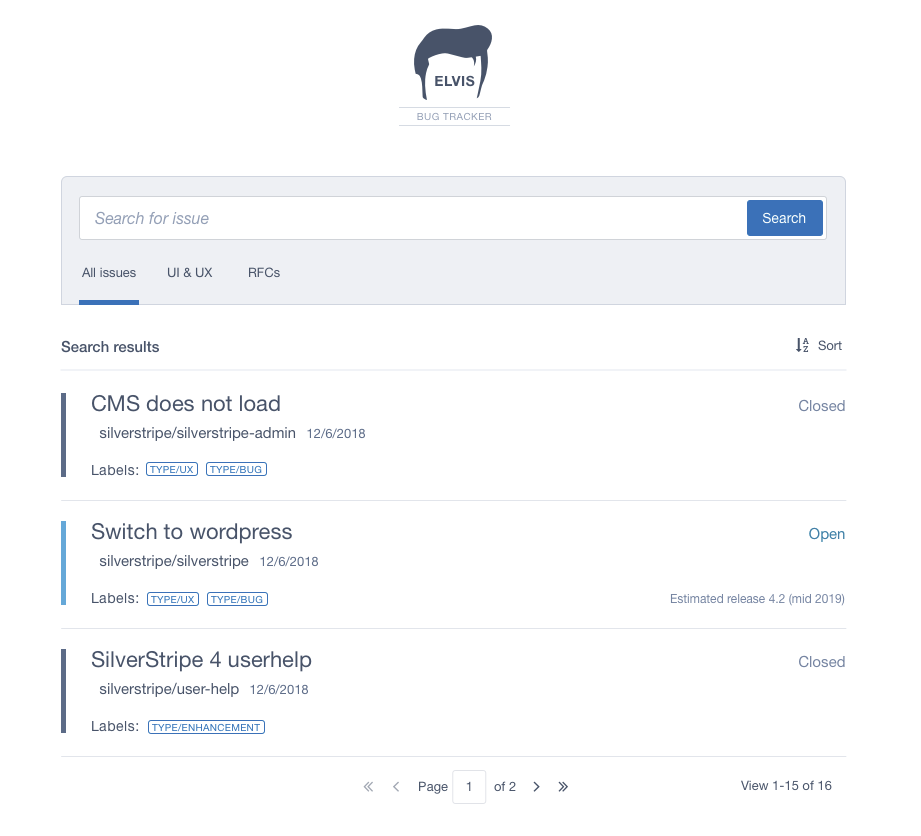 ELVIS
BUG TRACKER
Search for issue
Search
All issues UI & UX RFCs
Search results
Sort
CMS does not load
Closed
silverstripe/silverstripe-admin 12/6/2018
Labels: TYPE/UX TYPE/BUG
Switch to wordpress
Open
silverstripe/silverstripe 12/6/2018
Labels: TYPE/UX TYPE/BUG
Estimated release 4.2 (mid 2019)
SilverStripe 4 userhelp
Closed
silverstripe/user-help 12/6/2018
Labels: TYPE/ENHANCEMENT
Page 1 of 2
View 1-15 of 16